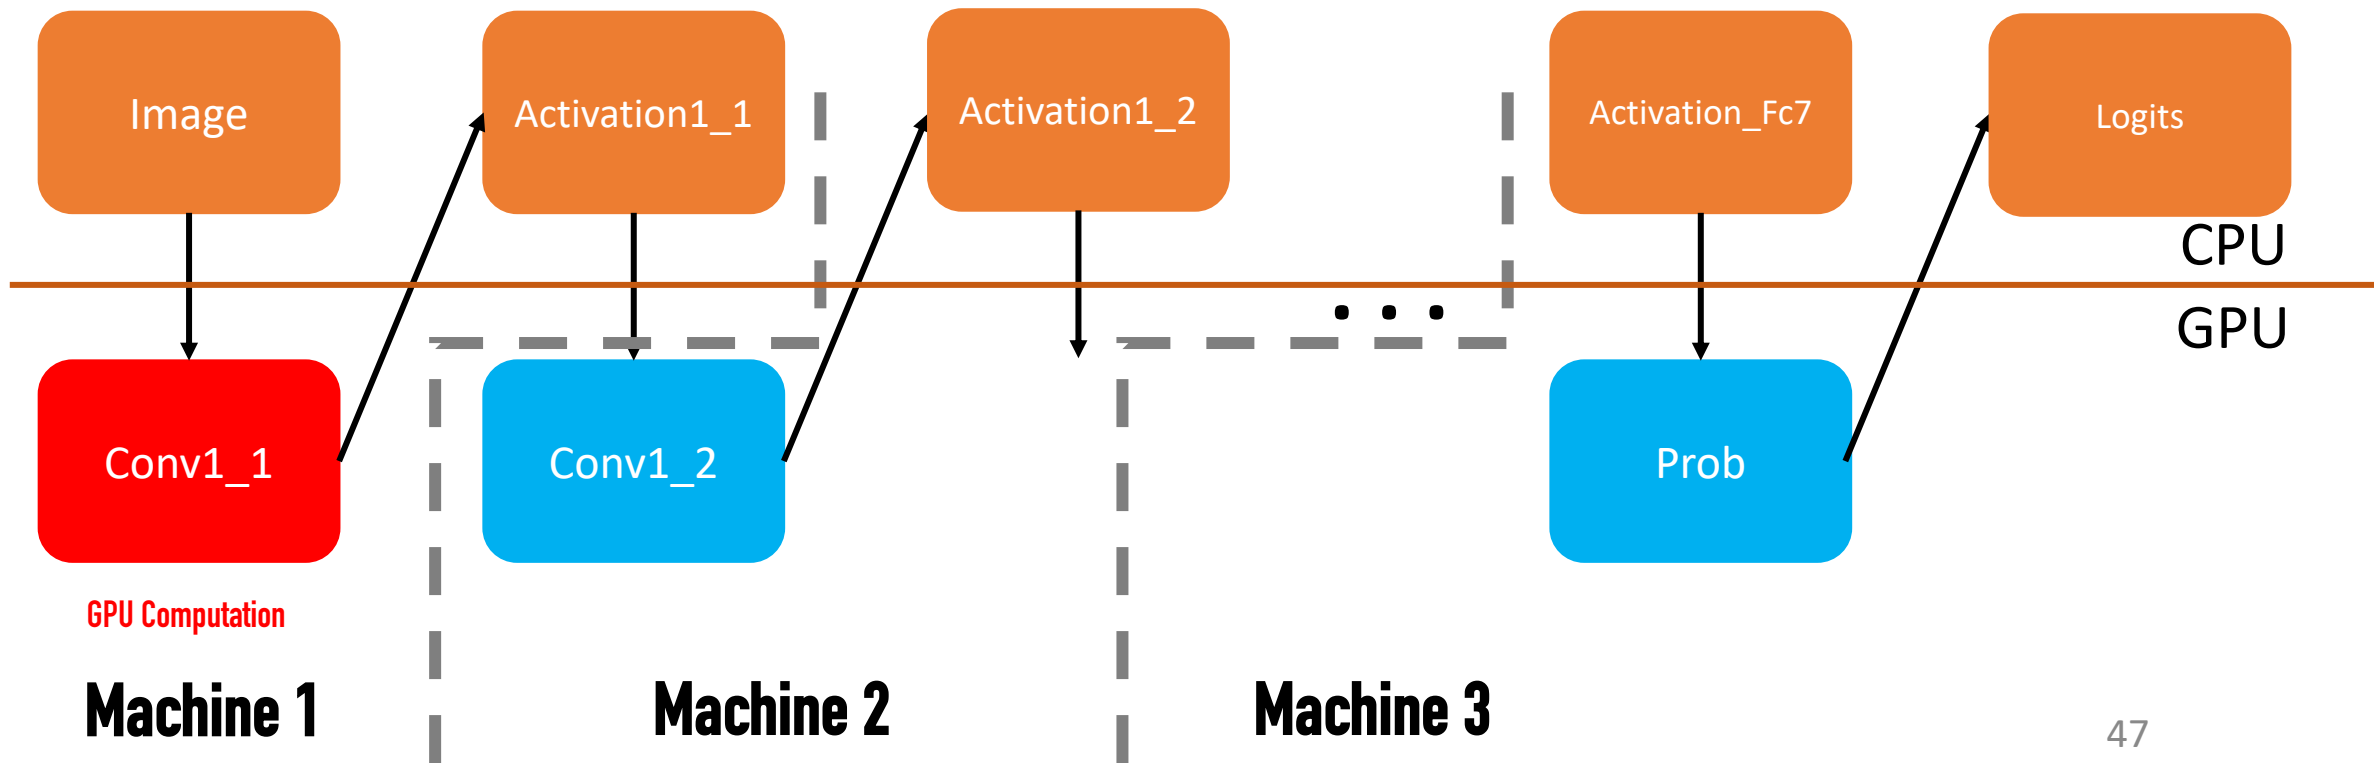 Image
Activation1_1
Activation1_2
Activation_Fc7
Logits
CPU
. . .
GPU
Conv1_1
Conv1_2
Prob
GPU Computation
Machine 1
Machine 2
Machine 3
47